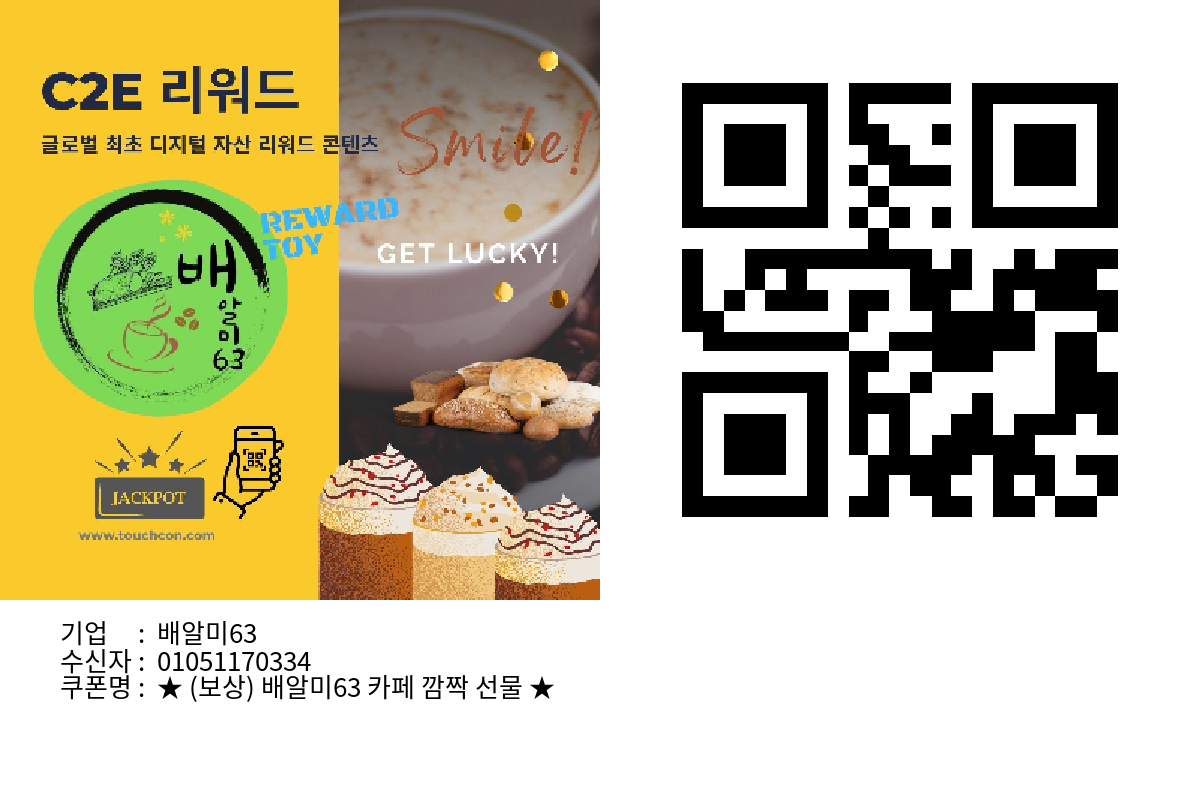 C2E 리워드
글로벌 최초 디지털 자산 리워드 콘텐츠
Smile!
REWARD
TOY
GET LUCKY!
배
알
미
63
JACKPOT
www.touchcon.com
기업 : 배알미63
수신자 : 01051170334
쿠폰명 : ★ (보상) 배알미63 카페 깜짝 선물 ★